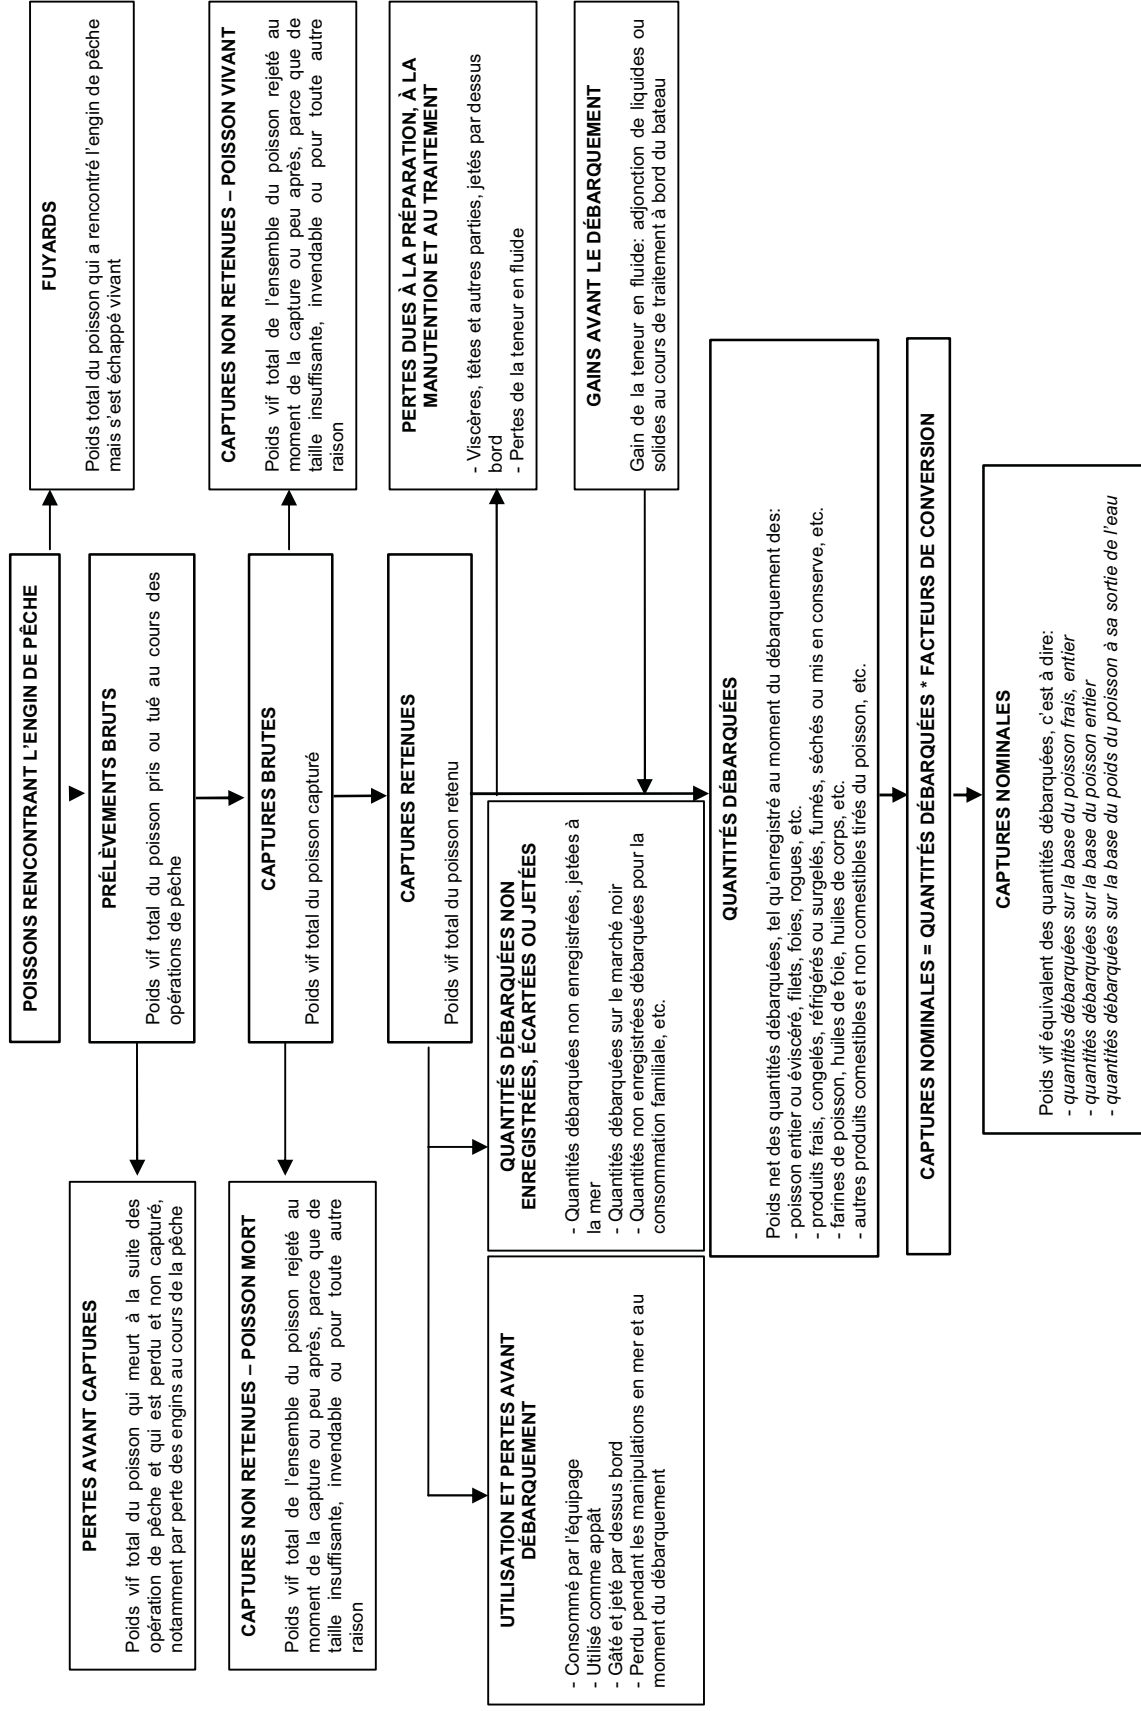 POISSONS RENCONTRANT L'ENGIN DE PÊCHE
FUYARDS
Poids total du poisson qui a rencontré l'engin de pêche
mais s'est échappé vivant
PRÉLÈVEMENTS BRUTS
Poids vif total du poisson pris ou tué au cours des
opérations de pêche
PERTES AVANT CAPTURES
Poids vif total du poisson qui meurt à la suite des
opération de pêche et qui est perdu et non capturé,
notamment par perte des engins au cours de la pêche
CAPTURES BRUTES
Poids vif total du poisson capturé
CAPTURES NON RETENUES – POISSON VIVANT
Poids vif total de l'ensemble du poisson rejeté au
moment de la capture ou peu après, parce que de
taille insuffisante, invendable ou pour toute autre
raison
CAPTURES NON RETENUES – POISSON MORT
Poids vif total de l'ensemble du poisson rejeté au
moment de la capture ou peu après, parce que de
taille insuffisante, invendable ou pour toute autre
raison
CAPTURES RETENUES
Poids vif total du poisson retenu
PERTES DUES À LA PRÉPARATION, À LA
MANUTENTION ET AU TRAITEMENT
- Viscères, têtes et autres parties, jetés par dessus
bord
- Pertes de la teneur en fluide
UTILISATION ET PERTES AVANT
DÉBARQUEMENT
- Consommé par l'équipage
- Utilisé comme appât
- Gâté et jeté par dessus bord
- Perdu pendant les manipulations en mer et au
moment du débarquement
QUANTITÉS DÉBARQUÉES NON
ENREGISTRÉES, ÉCARTÉES OU JETÉES
- Quantités débarquées non enregistrées, jetées à
la mer
- Quantités débarquées sur le marché noir
- Quantités non enregistrées débarquées pour la
consommation familiale, etc.
GAINS AVANT LE DÉBARQUEMENT
Gain de la teneur en fluide: adjonction de liquides ou
solides au cours de traitement à bord du bateau
QUANTITÉS DÉBARQUÉES
Poids net des quantités débarquées, tel qu'enregistré au moment du débarquement des:
- poisson entier ou éviscéré, filets, foies, rogues, etc.
- produits frais, congelés, réfrigérés ou surgelés, fumés, séchés ou mis en conserve, etc.
- farines de poisson, huiles de foie, huiles de corps, etc.
- autres produits comestibles et non comestibles tirés du poisson, etc.
CAPTURES NOMINALES = QUANTITÉS DÉBARQUÉES * FACTEURS DE CONVERSION
CAPTURES NOMINALES
Poids vif équivalent des quantités débarquées, c'est à dire:
- quantités débarquées sur la base du poisson frais, entier
- quantités débarquées sur la base du poisson entier
- quantités débarquées sur la base du poids du poisson à sa sortie de l'eau